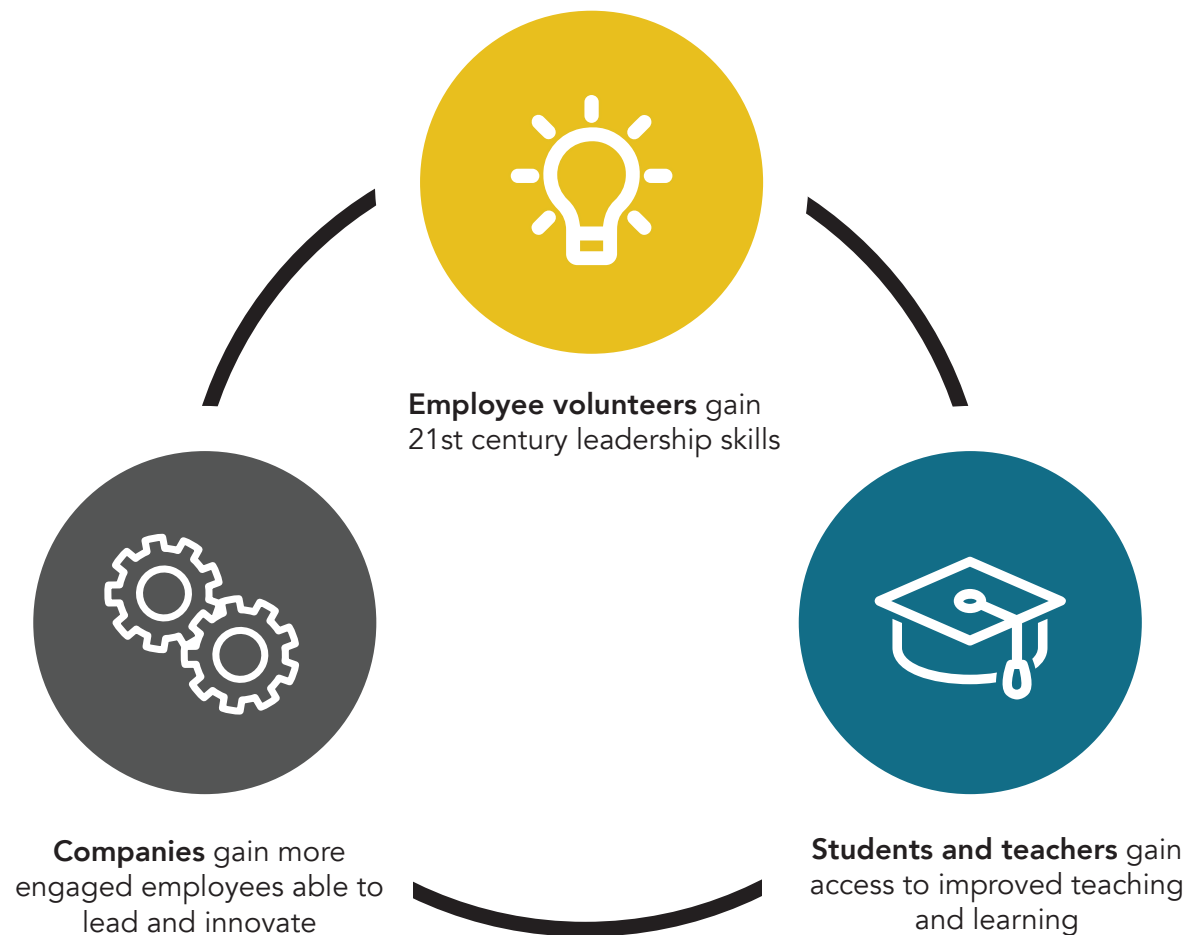 Employee volunteers gain
21st century leadership skills
Companies gain more
engaged employees able to
lead and innovate
Students and teachers gain
access to improved teaching
and learning